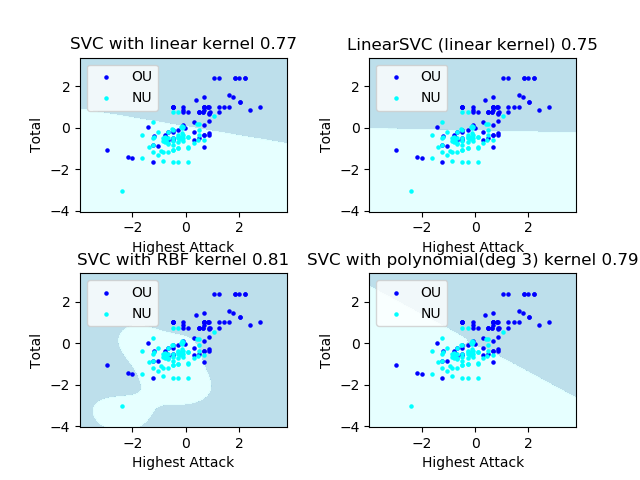 SVC with linear kernel 0.77
LinearSVC (linear kernel) 0.75
OU
NU
OU
NU
Total
Total
2
0
−2
−4
2
0
−2
−4
−2 0 2
−2 0 2
Highest Attack
Highest Attack
SVC with RBF kernel 0.81
SVC with polynomial(deg 3) kernel 0.79
OU
NU
OU
NU
Total
Total
2
0
−2
−4
2
0
−2
−4
−2 0 2
−2 0 2
Highest Attack
Highest Attack